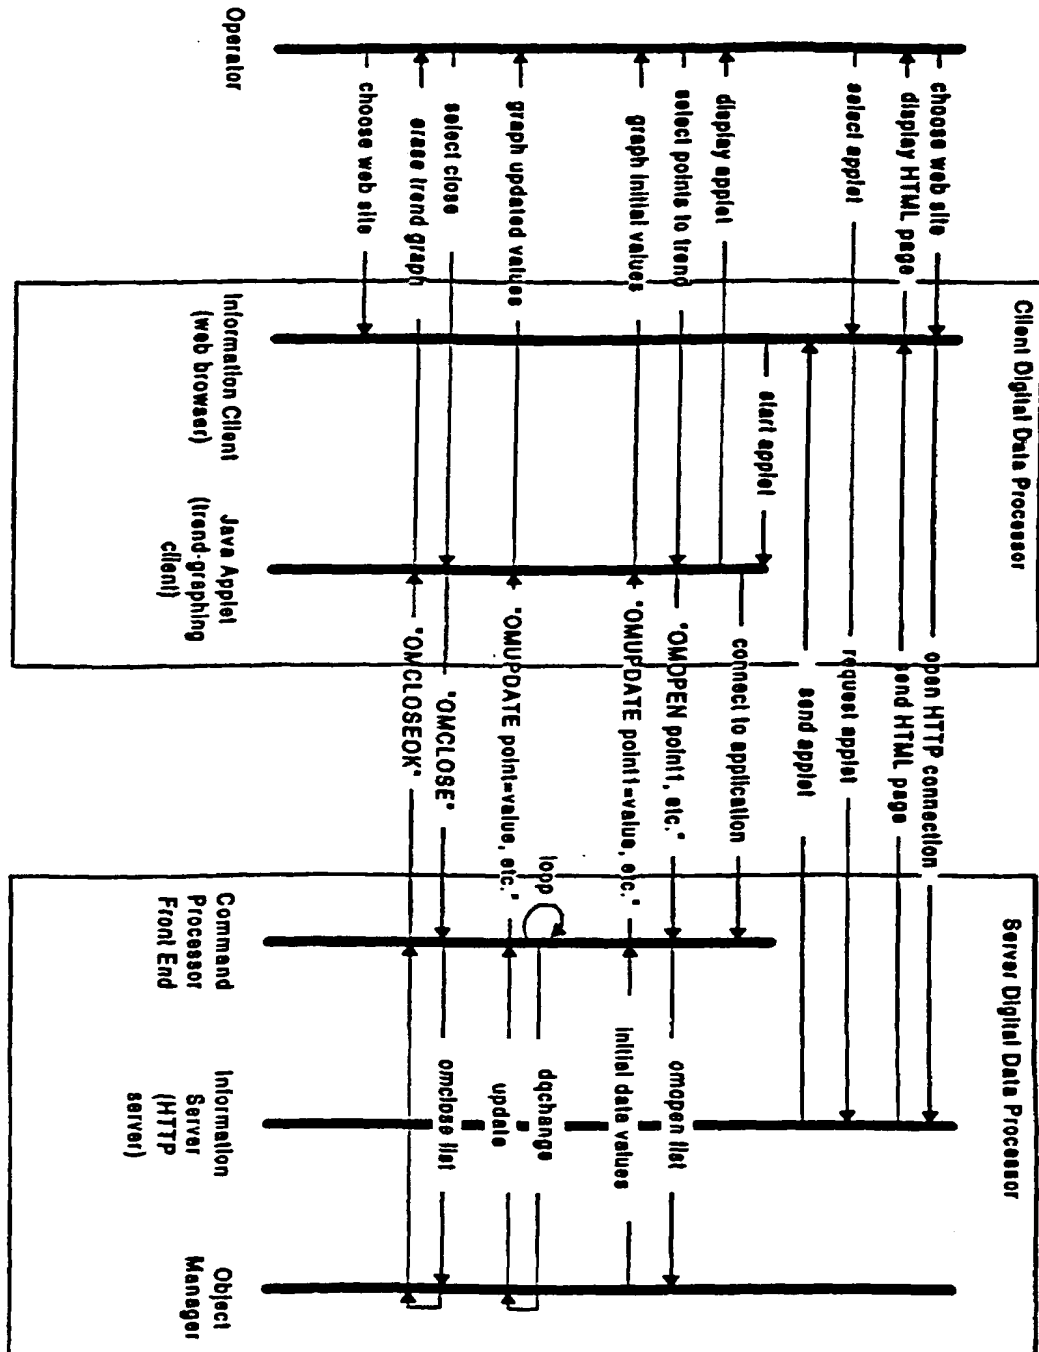 Client Digital Data Processor
Server Digital Data Processor
choose web site
open HTTP connection
display HTML page
send HTML page
select applet
request applet
send applet
start applet
connect to application
display applet
select points to trend
"OMOPEN point1, etc."
omopen list
graph initial values
"OMUPDATE point1=value, etc."
initial data values
loop
dqchange
graph updated values
"OMUPDATE point=value, etc."
update
select close
"OMCLOSE"
omclose list
erase trend graph
"OMCLOSEOK"
choose web site
Operator
Information Client
(web browser)
Java Applet
(trend-graphing
client)
Command
Processor
Front End
Information
Server
(HTTP
server)
Object
Manager